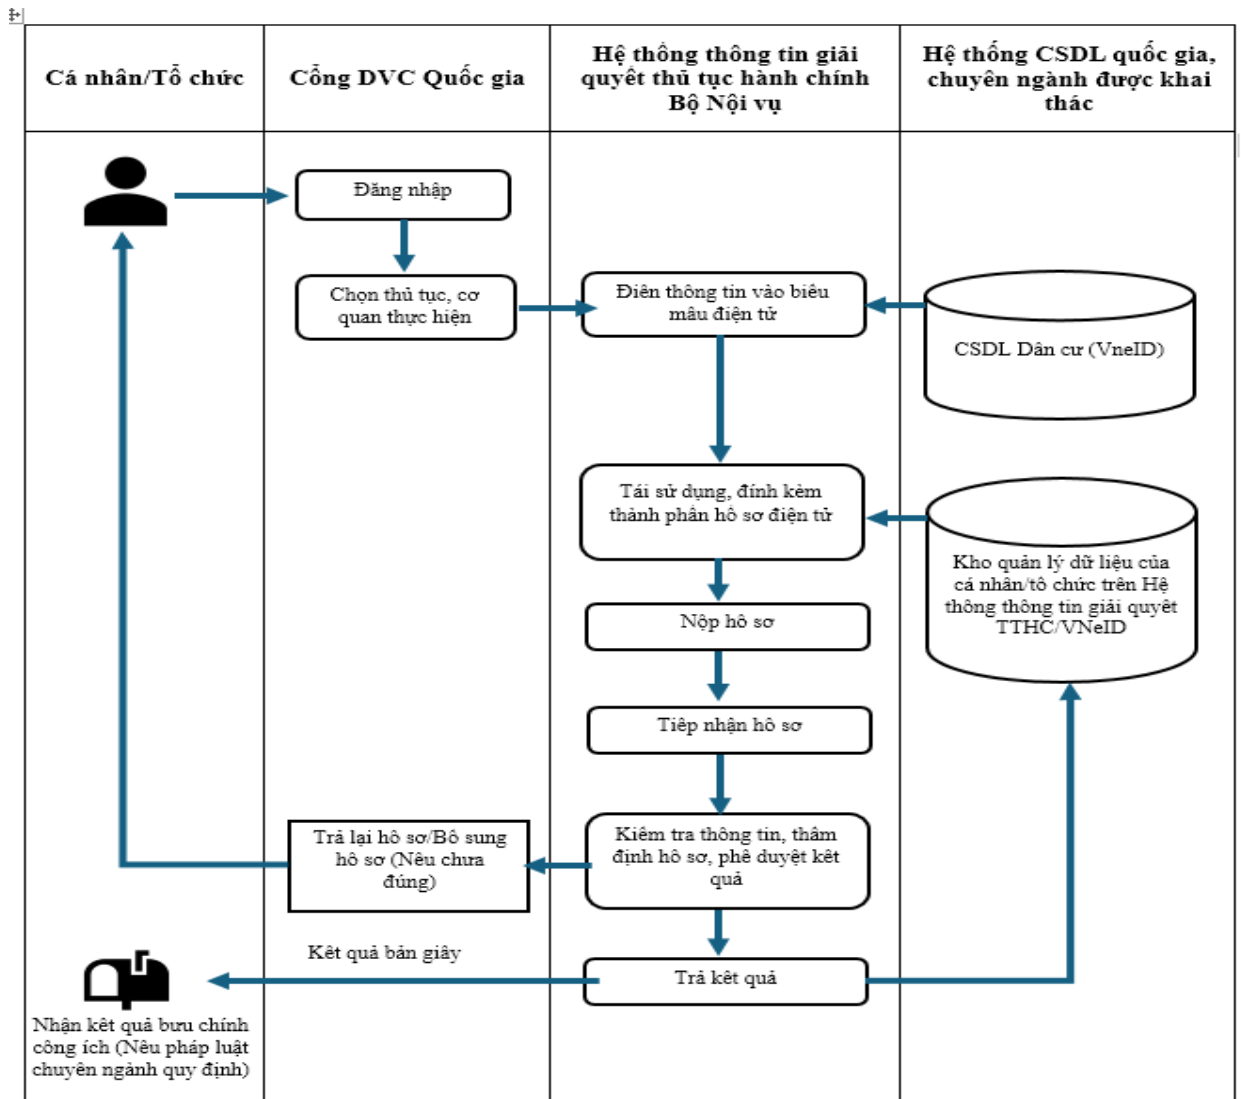 Cá nhân/Tổ chức
Cổng DVC Quốc gia
Hệ thống thông tin giải
quyết thủ tục hành chính
Bộ Nội vụ
Hệ thống CSDL quốc gia,
chuyên ngành được khai
thác
Đăng nhập
Chọn thủ tục, cơ
quan thực hiện
Điền thông tin vào biểu
mẫu điện tử
CSDL Dân cư (VneID)
Tái sử dụng, đính kèm
thành phần hồ sơ điện tử
Kho quản lý dữ liệu của
cá nhân/tổ chức trên Hệ
thống thông tin giải quyết
TTHC/VNeID
Nộp hồ sơ
Tiếp nhận hồ sơ
Kiểm tra thông tin, thẩm
định hồ sơ, phê duyệt kết
quả
Trả lại hồ sơ/Bổ sung
hồ sơ (Nếu chưa
đúng)
Kết quả bản giấy
Trả kết quả
Nhận kết quả bưu chính
công ích (Nếu pháp luật
chuyên ngành quy định)